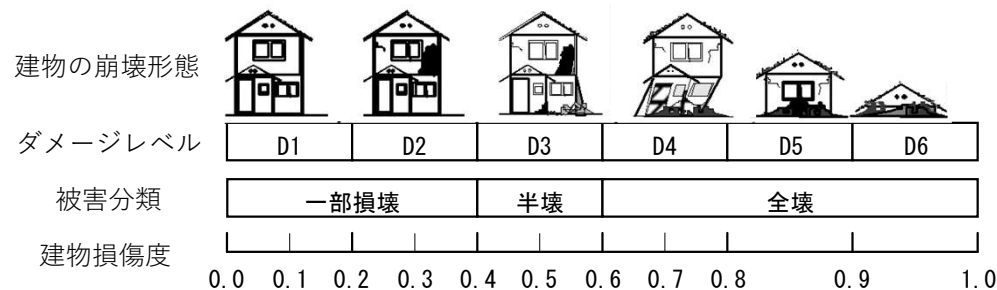 建物の崩壊形態
ダメージレベル D1 D2 D3 D4 D5 D6
被害分類 一部損壊 半壊 全壊
建物損傷度
0.0 0.1 0.2 0.3 0.4 0.5 0.6 0.7 0.8 0.9 1.0